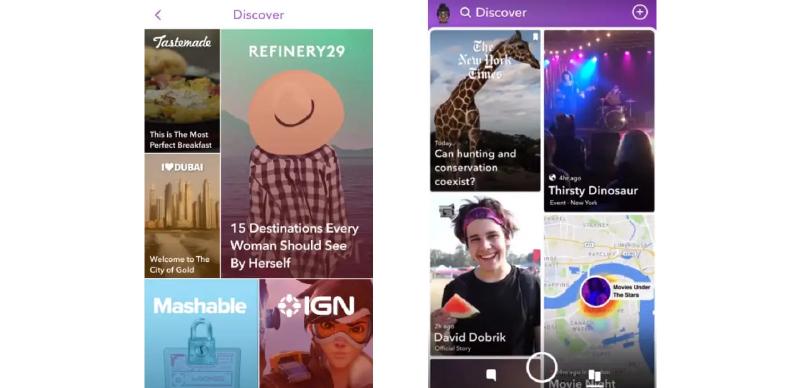 Discover
Tastemade
This Is The Most
Perfect Breakfast
I❤DUBAI
Welcome to The
City of Gold
REFINERY29
15 Destinations Every
Woman Should See
By Herself
Mashable
IGN
Discover
The
New York
Times
Today
Can hunting and
conservation
coexist?
4hr ago
Thirsty Dinosaur
Event · New York
2h ago
David Dobrik
Official Story
Movies Under
The Stars
Movie Night